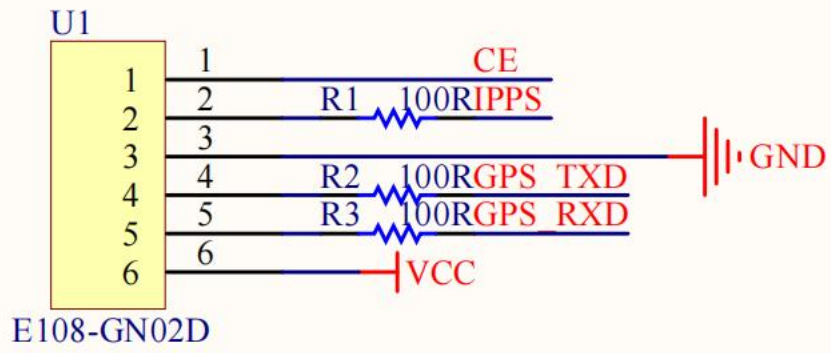 U1
1 1 CE
2 2 R1 100R IPPS
3 3 GND
4 4 R2 100R GPS_TXD
5 5 R3 100R GPS_RXD
6 6 VCC
E108-GN02D